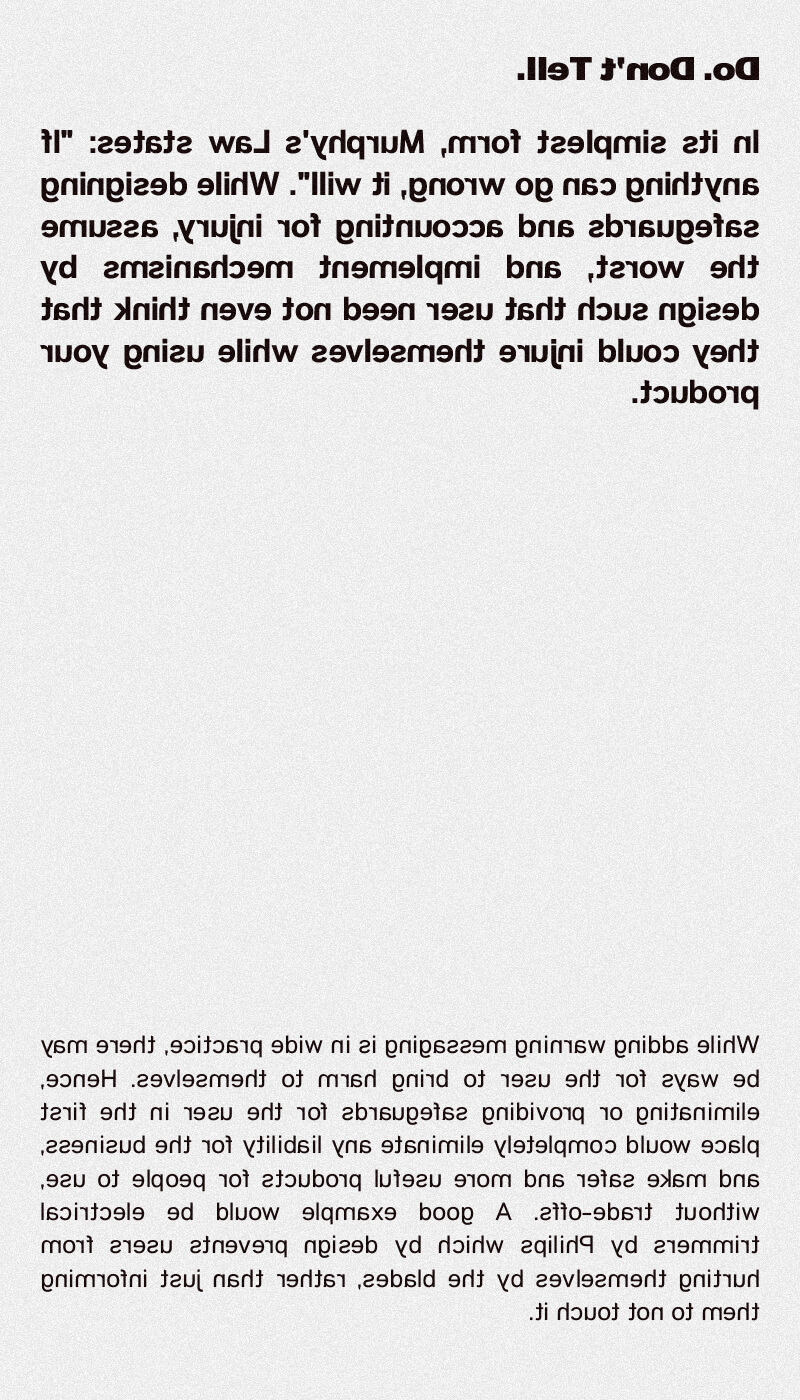 Do. Don't Tell.
In its simplest form, Murphy's Law states: "If
anything can go wrong, it will". While designing
safeguards and accounting for injury, assume
the worst, and implement mechanisms by
design such that user need not even think that
they could injure themselves while using your
product.
While adding warning messaging is in wide practice, there may
be ways for the user to bring harm to themselves. Hence,
eliminating or providing safeguards for the user in the first
place would completely eliminate any liability for the business,
and make safer and more useful products for people to use,
without trade-offs. A good example would be electrical
trimmers by Philips which by design prevents users from
hurting themselves by the blades, rather than just informing
them to not touch it.